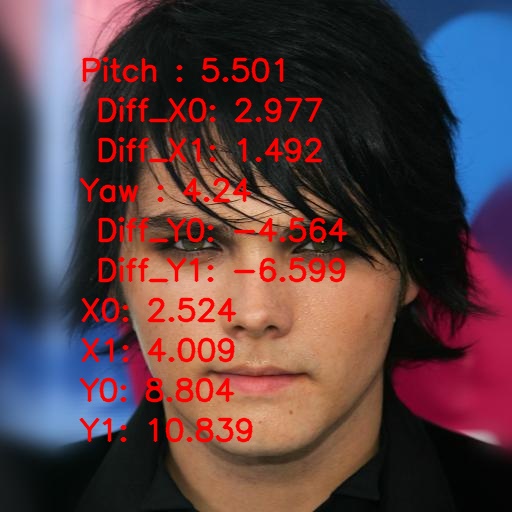 Pitch : 5.501
Diff_X0: 2.977
Diff_X1: 1.492
Yaw : 4.24
Diff_Y0: -4.564
Diff_Y1: -6.599
X0: 2.524
X1: 4.009
Y0: 8.804
Y1: 10.839